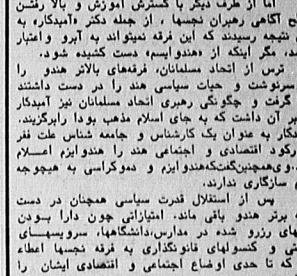 اما از طرف دیگر با گسترش آموزش و بالا رفتن
آگاهی رهبران نجسها ، از جمله دکتر «آمبدکار» به
نتیجه رسیدند که این فرقه نمیتواند به آبرو و اعتبار
مگر اینکه از «هندوایسم» دست کشیده شود.
ترس از اتحاد مسلمانان، فرقه‌های بالاتر هندو را
سرنوشت و حیات سیاسی هند را در دست داشتند
گرفت و چگونگی رهبری اتحاد مسلمانان نیز آمبدکار
بر آن داشت که به جای اسلام مذهب بودا رابرگزیند.
به عنوان یک کارشناس و جامعه شناس علت فقر
رکود اقتصادی و اجتماعی هند را هندوایزم اعلام
وی‌همچنین‌گفت‌که‌هندوایزم و دموکراسی به هیچوجه
سازگاری ندارند.
پس از استقلال قدرت سیاسی همچنان در دست
برتر هندو باقی ماند. امتیازاتی چون دارا بودن
رزرو شده در مدارس،دانشگاهها، سرویسهای
و کنسولهای قانونگذاری به فرقه نجسها اعطاء
که تا حدی اوضاع اجتماعی و اقتصادی ایشان را